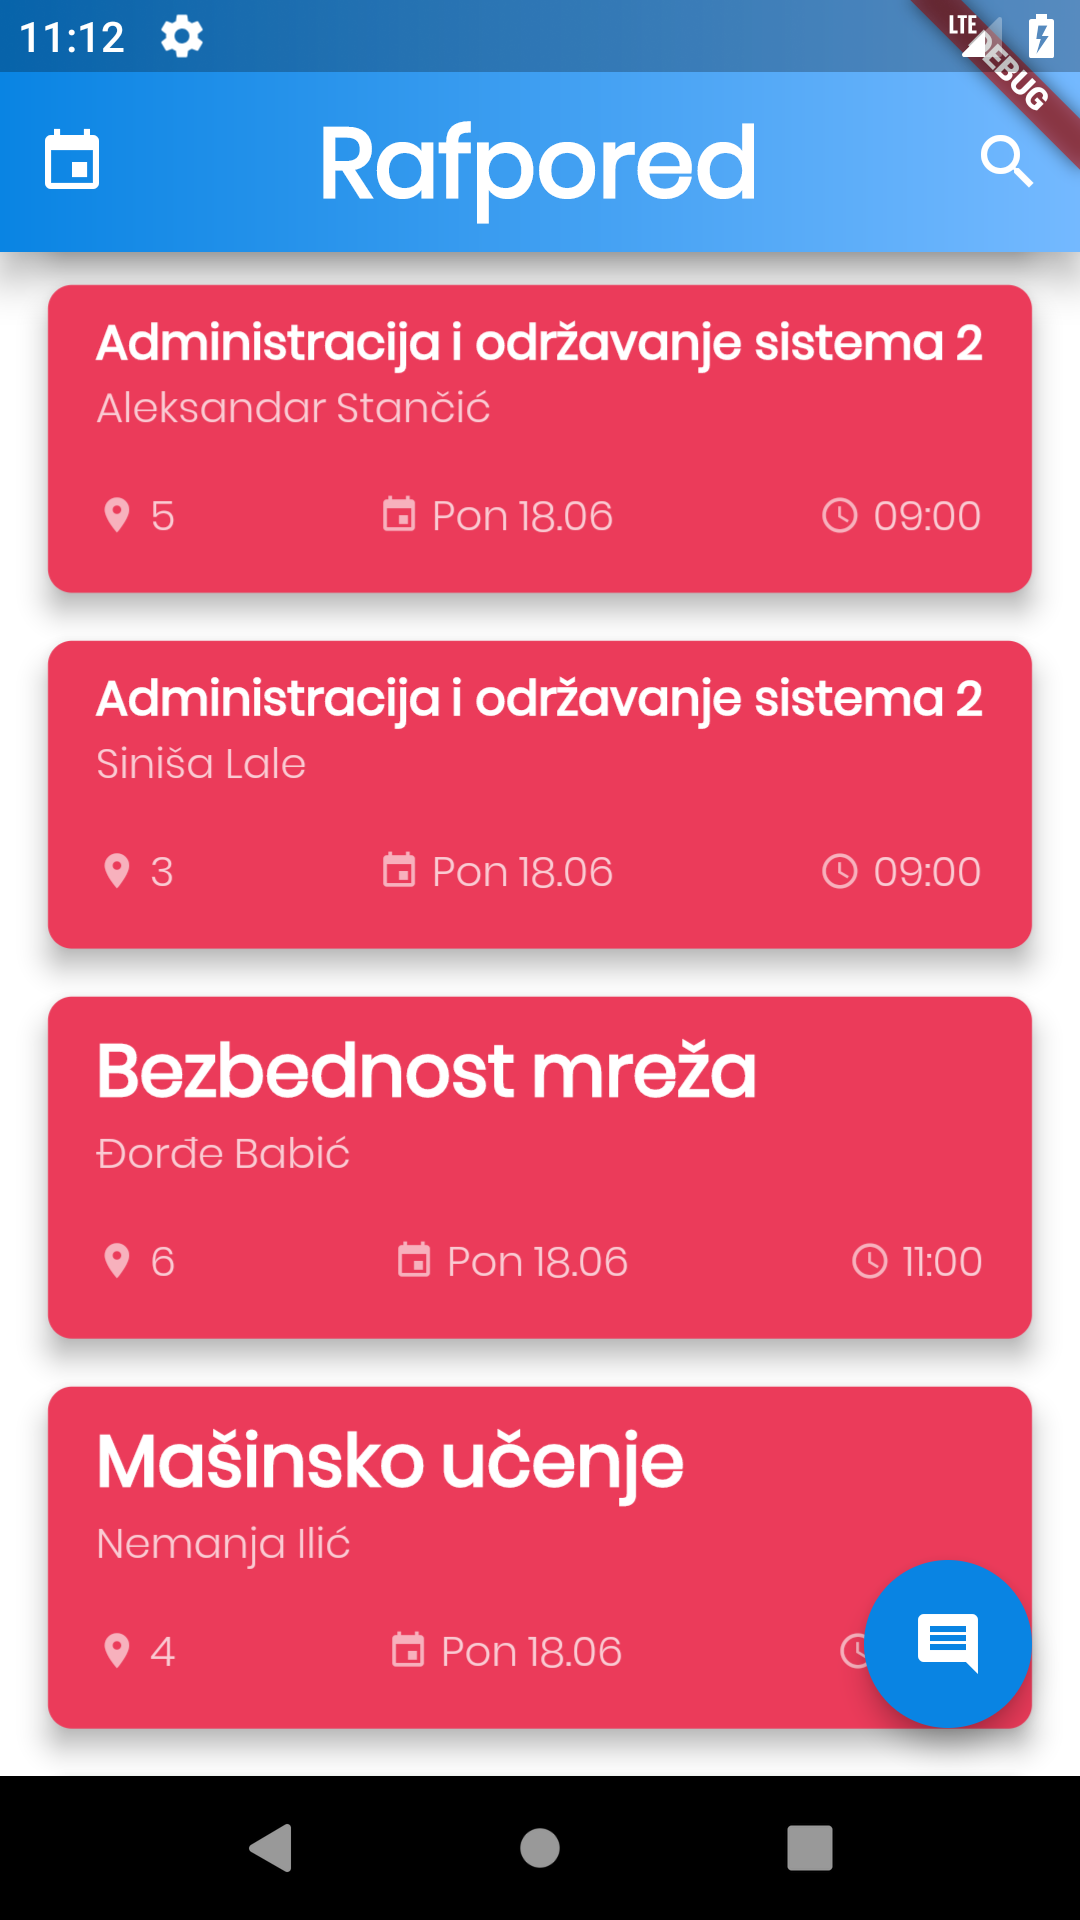 11:12
LTE
DEBUG
Rafpored
Administracija i održavanje sistema 2
Aleksandar Stančić
5 Pon 18.06 09:00
Administracija i održavanje sistema 2
Siniša Lale
3 Pon 18.06 09:00
Bezbednost mreža
Đorđe Babić
6 Pon 18.06 11:00
Mašinsko učenje
Nemanja Ilić
4 Pon 18.06